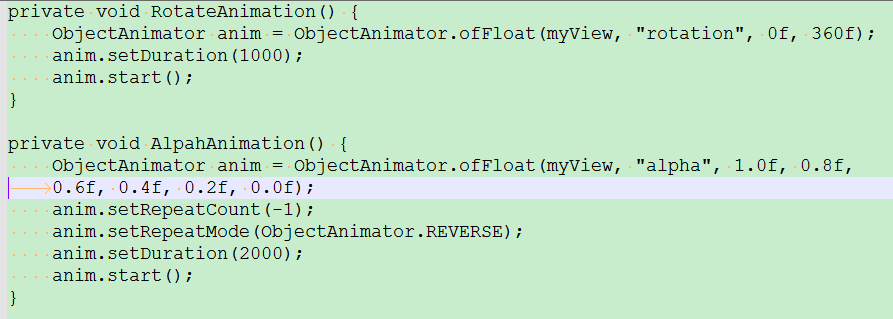 private void RotateAnimation() {
    ObjectAnimator anim = ObjectAnimator.ofFloat(myView, "rotation", 0f, 360f);
    anim.setDuration(1000);
    anim.start();
}

private void AlpahAnimation() {
    ObjectAnimator anim = ObjectAnimator.ofFloat(myView, "alpha", 1.0f, 0.8f,
    0.6f, 0.4f, 0.2f, 0.0f);
    anim.setRepeatCount(-1);
    anim.setRepeatMode(ObjectAnimator.REVERSE);
    anim.setDuration(2000);
    anim.start();
}